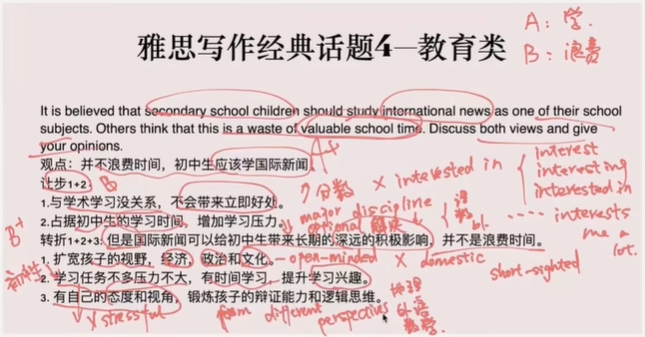 雅思写作经典话题4—教育类
A：学.
B：浪费
It is believed that secondary school children should study international news as one of their school
subjects. Others think that this is a waste of valuable school time. Discuss both views and give
your opinions.
观点：并不浪费时间，初中生应该学国际新闻
A+
让步1+2： B
1.与学术学习没关系，不会带来立即好处。
2.占据初中生的学习时间，增加学习压力。
转折1+2+3. 但是国际新闻可以给初中生带来长期的深远的积极影响，并不是浪费时间。
1. 扩宽孩子的视野，经济，政治和文化。
2. 学习任务不多压力不大，有时间学习，提升学习兴趣。
3. 有自己的态度和视角，锻炼孩子的辩证能力和逻辑思维。
分数 × interested in
interest
interesting
interested in
interests
me a
lot.
major discipline
optional
B+
open-minded × domestic
short-sighted
初中生
× stressful
from different perspectives
地理
外语
数学.